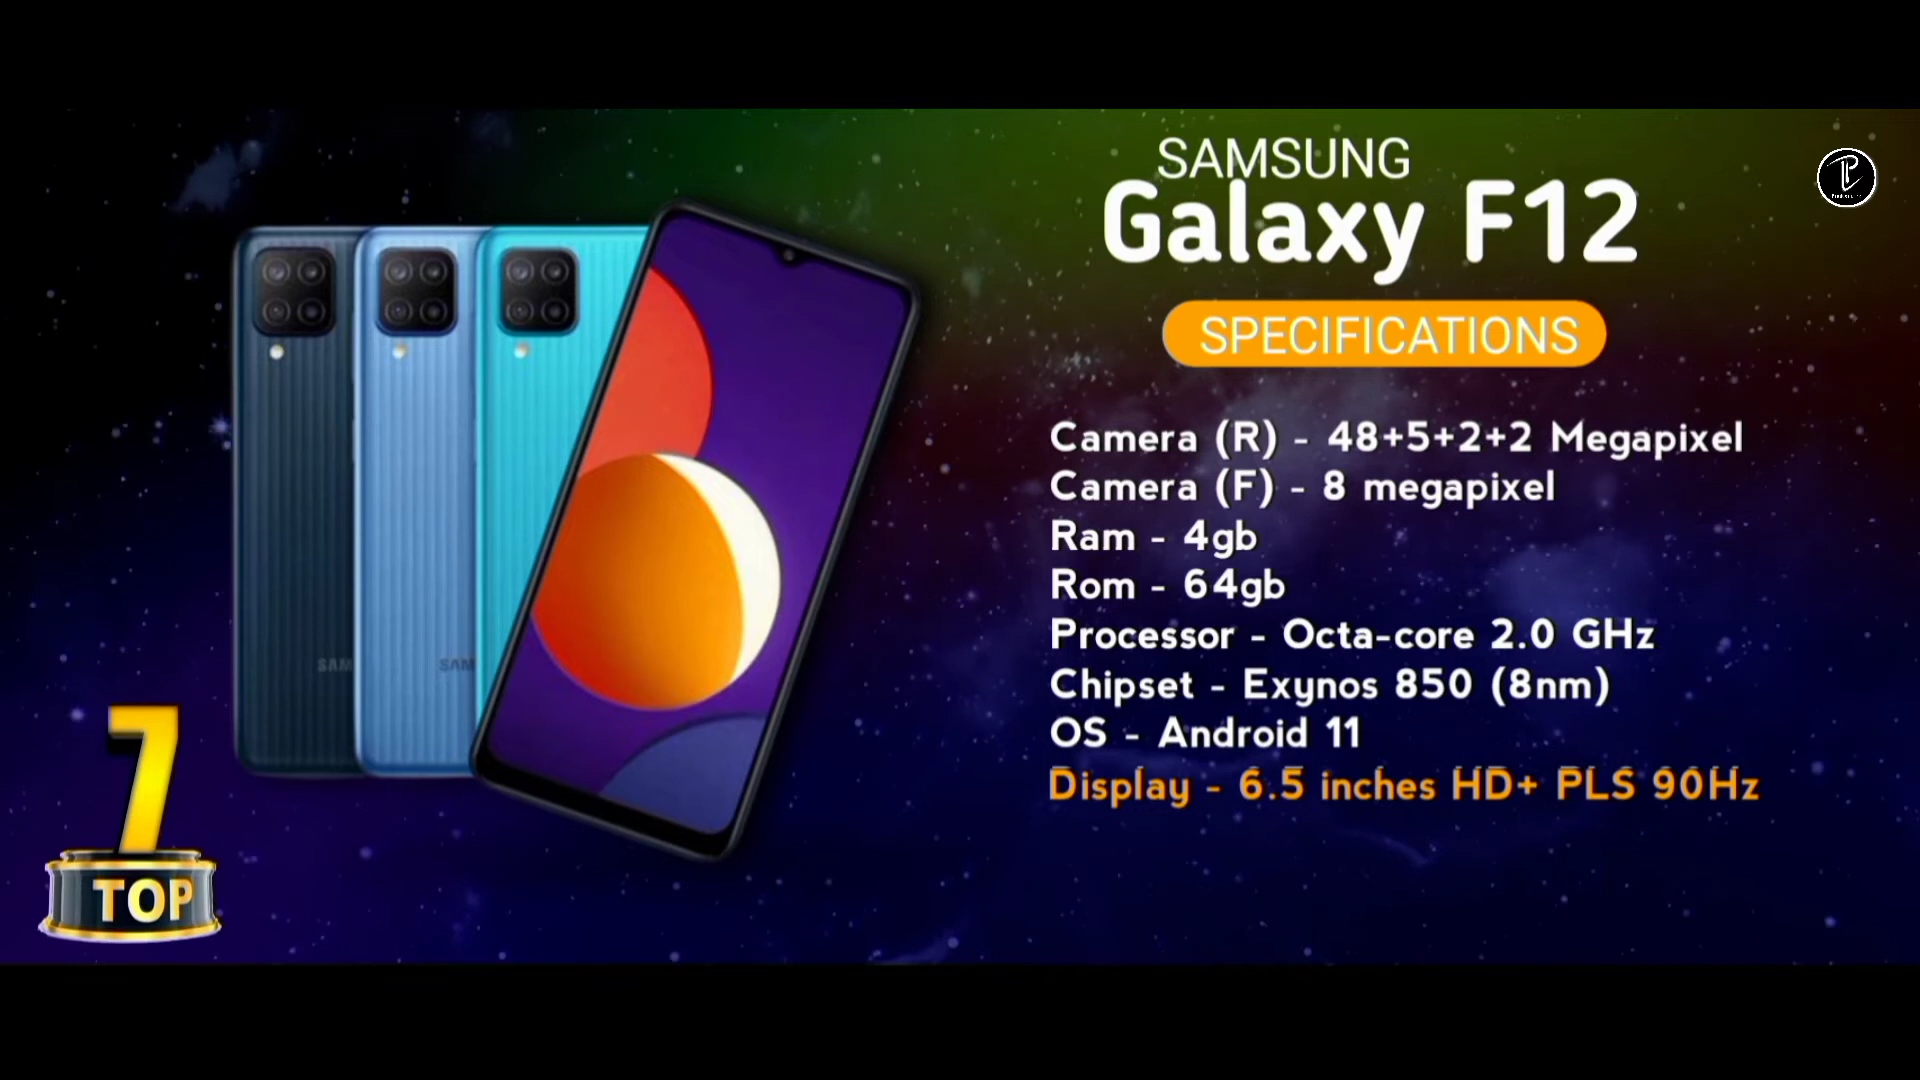 SAMSUNG
Galaxy F12
SPECIFICATIONS
Camera (R) - 48+5+2+2 Megapixel
Camera (F) - 8 megapixel
Ram - 4gb
Rom - 64gb
Processor - Octa-core 2.0 GHz
Chipset - Exynos 850 (8nm)
OS - Android 11
Display - 6.5 inches HD+ PLS 90Hz
SAM
SAM
7
TOP